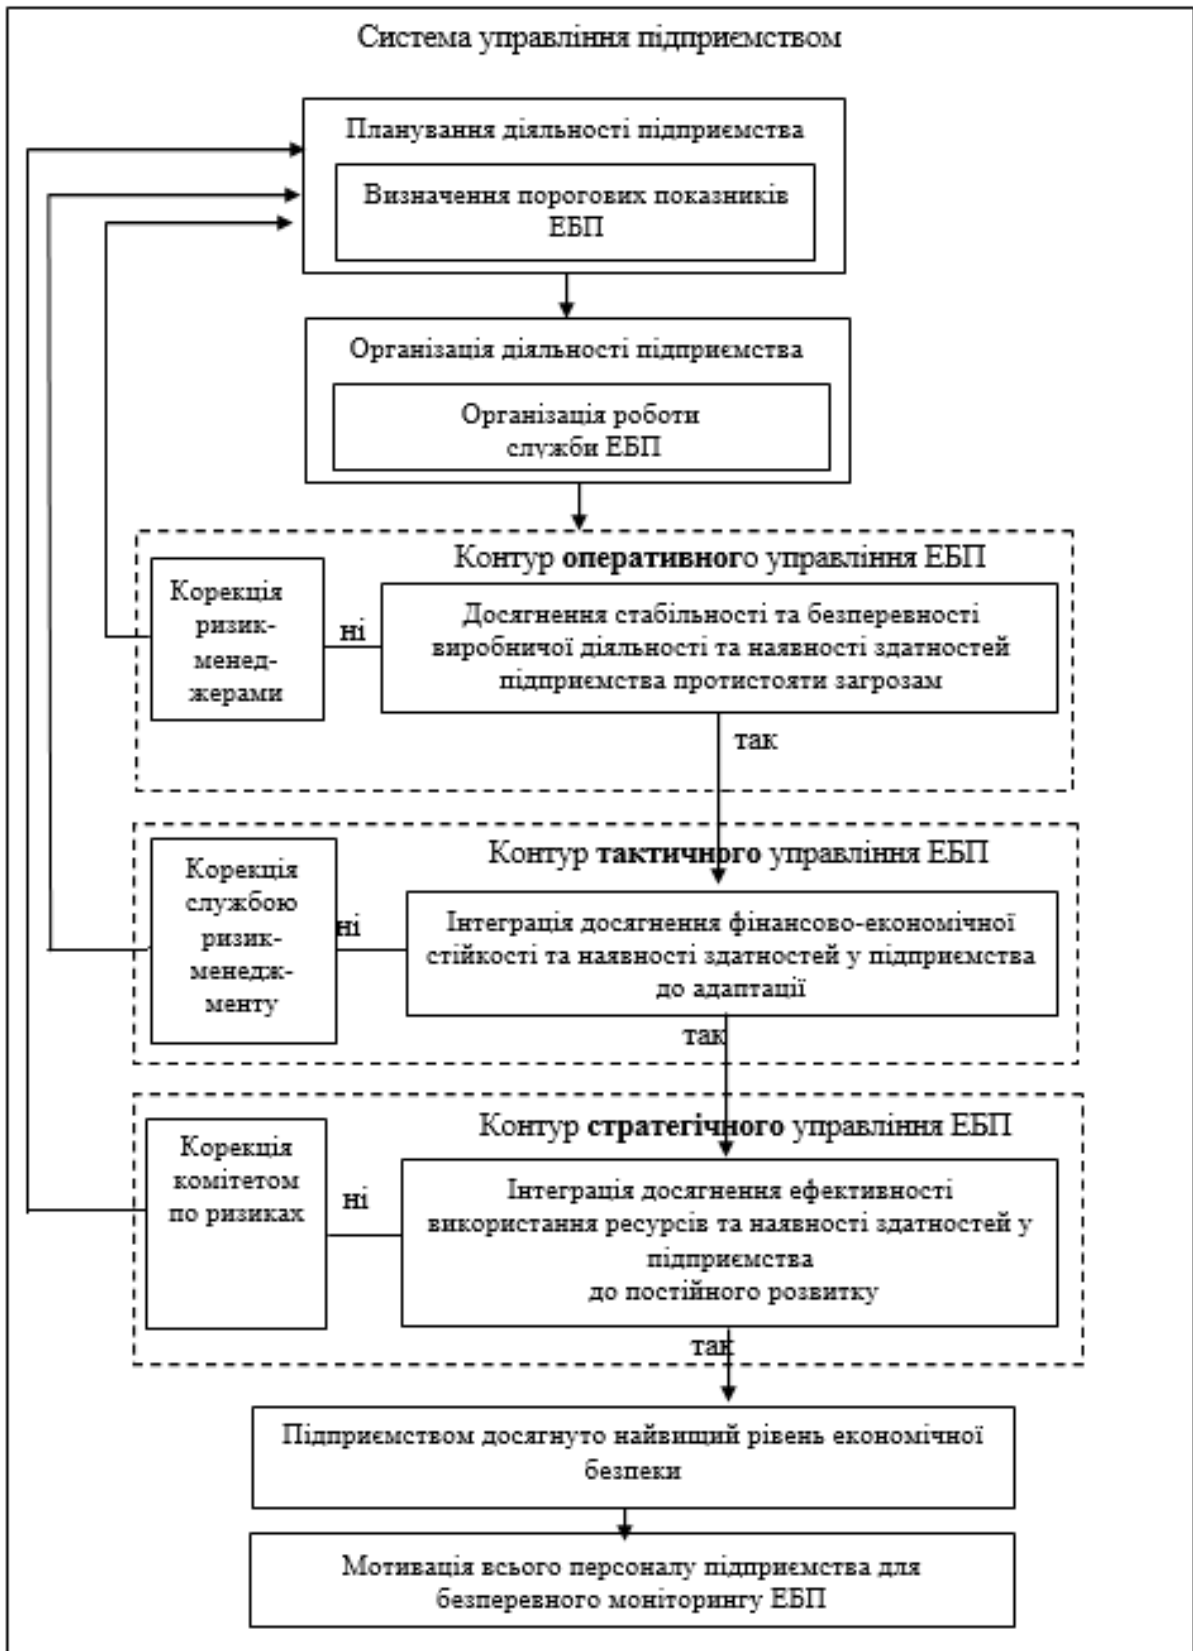 Система управління підприємством
Планування діяльності підприємства
Визначення порогових показників
ЕБП
Організація діяльності підприємства
Організація роботи
служби ЕБП
Контур оперативного управління ЕБП
Корекція
ризик-
менед-
жерами
ні
Досягнення стабільності та безперевності
виробничої діяльності та наявності здатностей
підприємства протистояти загрозам
так
Контур тактичного управління ЕБП
Корекція
службою
ризик-
менедж-
менту
ні
Інтеграція досягнення фінансово-економічної
стійкості та наявності здатностей у підприємства
до адаптації
так
Контур стратегічного управління ЕБП
Корекція
комітетом
по ризиках
ні
Інтеграція досягнення ефективності
використання ресурсів та наявності здатностей у
підприємства
до постійного розвитку
так
Підприємством досягнуто найвищий рівень економічної
безпеки
Мотивація всього персоналу підприємства для
безперевного моніторингу ЕБП